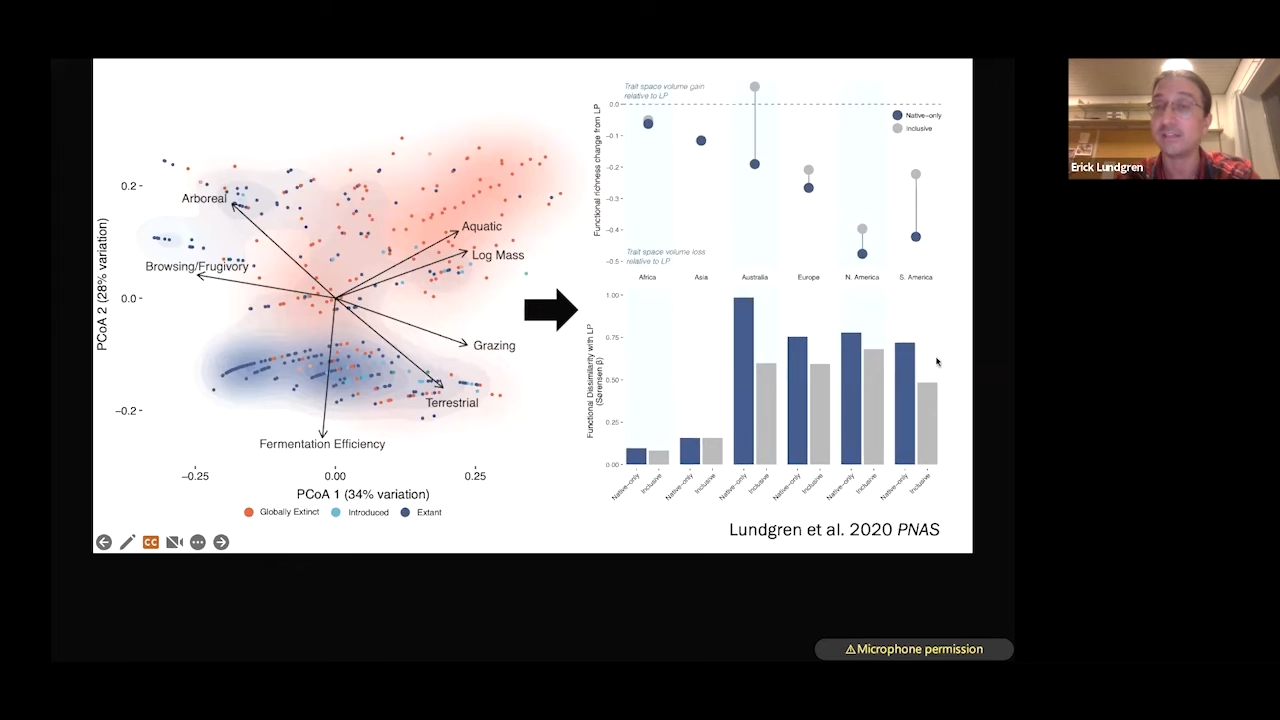 Trait space volume gain
relative to LP
Functional richness change from LP
0.0
−0.1
−0.2
−0.3
−0.4
−0.5
Native−only
Inclusive
Trait space volume loss
relative to LP
Africa
Asia
Australia
Europe
N. America
S. America
Functional Dissimilarity with LP
(Sørensen β)
1.00
0.75
0.50
0.25
0.00
Native−only
Inclusive
Native−only
Inclusive
Native−only
Inclusive
Native−only
Inclusive
Native−only
Inclusive
Native−only
Inclusive
PCoA 2 (28% variation)
0.2
0.0
−0.2
Arboreal
Aquatic
Log Mass
Browsing/Frugivory
Grazing
Terrestrial
Fermentation Efficiency
−0.25
0.00
0.25
PCoA 1 (34% variation)
Globally Extinct
Introduced
Extant
Lundgren et al. 2020 PNAS
CC
Erick Lundgren
⚠Microphone permission